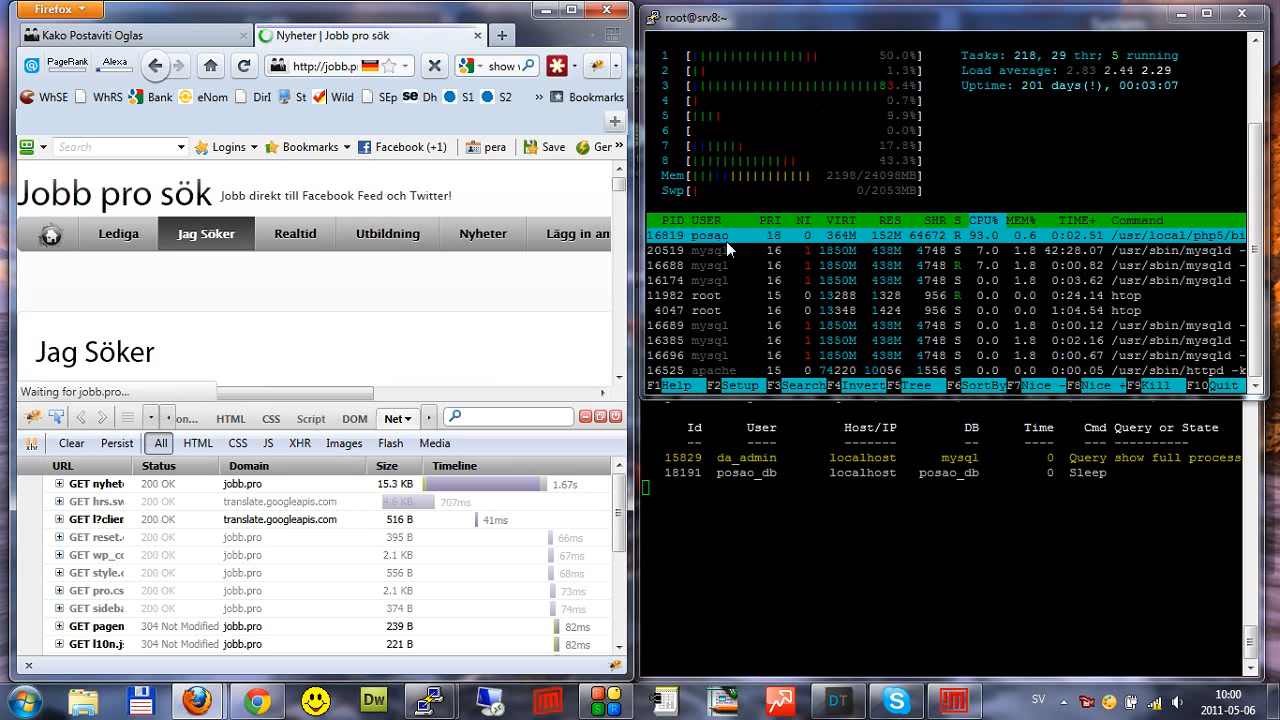 Firefox
Kako Postaviti Oglas
Nyheter | Jobb pro sök
PageRank
Alexa
http://jobb.p
show v
WhSE
WhRS
Bank
eNom
DirI
St
Wild
SEp
Dh
S1
S2
»
Bookmarks
Search
Logins
Bookmarks
Facebook (+1)
pera
Save
Ger
Jobb pro sök
Jobb direkt till Facebook Feed och Twitter!
Lediga
Jag Söker
Realrid
Utbildning
Nyheter
Lägg in an
Jag Söker
Waiting for jobb.pro...
HTML
CSS
Script
DOM
Net
Clear
Persist
All
HTML
CSS
JS
XHR
Images
Flash
Media
URL Status Domain Size Timeline
GET nyhet 200 OK jobb.pro 15.3 KB 1.67s
GET hrs.sw 200 OK translate.googleapis.com 4.6 KB 707ms
GET l?clien 200 OK translate.googleapis.com 516 B 41ms
GET reset.c 200 OK jobb.pro 395 B 66ms
GET wp_co 200 OK jobb.pro 2.1 KB 67ms
GET style.c 200 OK jobb.pro 556 B 68ms
GET pro.cs 200 OK jobb.pro 2.1 KB 73ms
GET sideba 200 OK jobb.pro 374 B 74ms
GET pagen 304 Not Modified jobb.pro 239 B 82ms
GET l10n.j 304 Not Modified jobb.pro 221 B 82ms
root@srv8:~
1 50.0%
2 1.3%
3 83.4%
4 0.7%
5 9.9%
6 0.0%
7 17.8%
8 43.3%
Mem 2198/24098MB
Swp 0/2053MB
Tasks: 218, 29 thr; 5 running
Load average: 2.83 2.44 2.29
Uptime: 201 days(!), 00:03:07
PID USER PRI NI VIRT RES SHR S CPU% MEM% TIME+ Command
16819 posao 18 0 364M 152M 64672 R 93.0 0.6 0:02.51 /usr/local/php5/bi
20519 mysql 16 1 1850M 438M 4748 S 7.0 1.8 42:28.07 /usr/sbin/mysqld -
16688 mysql 16 1 1850M 438M 4748 R 7.0 1.8 0:00.82 /usr/sbin/mysqld -
16174 mysql 16 1 1850M 438M 4748 S 0.0 1.8 0:03.62 /usr/sbin/mysqld -
11982 root 15 0 13288 1328 956 R 0.0 0.0 0:24.14 htop
4047 root 16 0 13348 1424 956 S 0.0 0.0 1:04.54 htop
16689 mysql 16 1 1850M 438M 4748 S 0.0 1.8 0:00.12 /usr/sbin/mysqld -
16385 mysql 16 1 1850M 438M 4748 S 0.0 1.8 0:02.16 /usr/sbin/mysqld -
16696 mysql 16 1 1850M 438M 4748 S 0.0 1.8 0:00.67 /usr/sbin/mysqld -
16525 apache 15 0 74220 10056 1556 S 0.0 0.0 0:00.20 /usr/sbin/httpd -k
F1Help F2Setup F3SearchF4InvertF5Tree F6SortByF7Nice -F8Nice +F9Kill F10Quit
Id User Host/IP DB Time Cmd Query or State
-- ---- ------- -- ---- --- ----------
15829 da_admin localhost mysql 0 Query show full process
18191 posao_db localhost posao_db 0 Sleep
Dw
DT
SV
10:00
2011-05-06